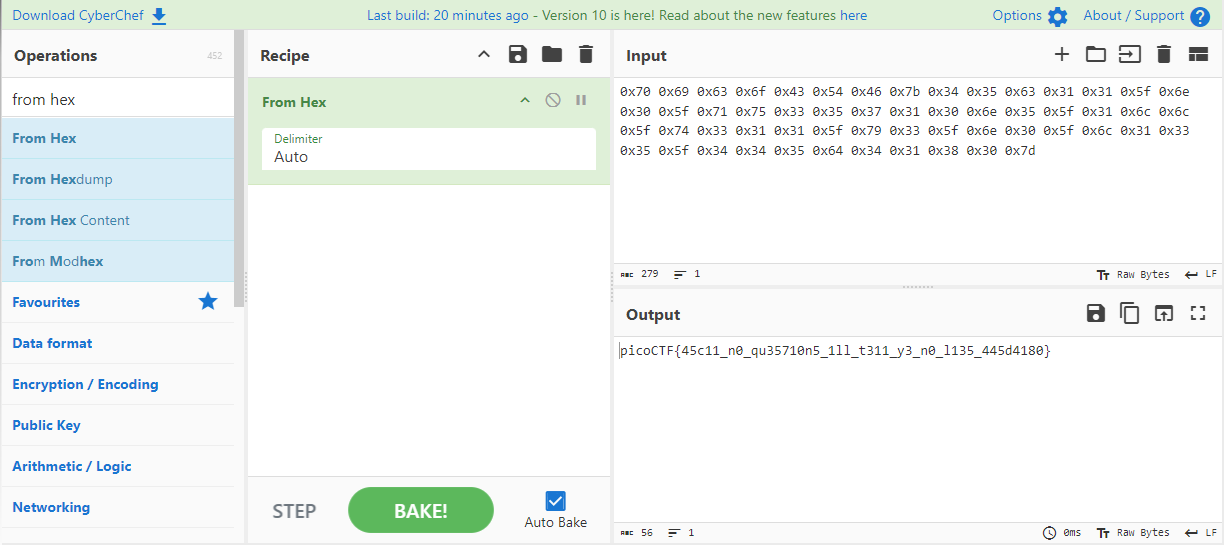 Download CyberChef
Last build: 20 minutes ago - Version 10 is here! Read about the new features here
Options
About / Support
Operations
452
from hex
From Hex
From Hexdump
From Hex Content
From Modhex
Favourites
Data format
Encryption / Encoding
Public Key
Arithmetic / Logic
Networking
Recipe
From Hex
Delimiter
Auto
STEP
BAKE!
Auto Bake
Input
0x70 0x69 0x63 0x6f 0x43 0x54 0x46 0x7b 0x34 0x35 0x63 0x31 0x31 0x5f 0x6e
0x30 0x5f 0x71 0x75 0x33 0x35 0x37 0x31 0x30 0x6e 0x35 0x5f 0x31 0x6c 0x6c
0x5f 0x74 0x33 0x31 0x31 0x5f 0x79 0x33 0x5f 0x6e 0x30 0x5f 0x6c 0x31 0x33
0x35 0x5f 0x34 0x34 0x35 0x64 0x34 0x31 0x38 0x30 0x7d
ABC 279 1
Tт Raw Bytes LF
Output
picoCTF{45c11_n0_qu35710n5_1ll_t311_y3_n0_l135_445d4180}
ABC 56 1
0ms Tт Raw Bytes LF